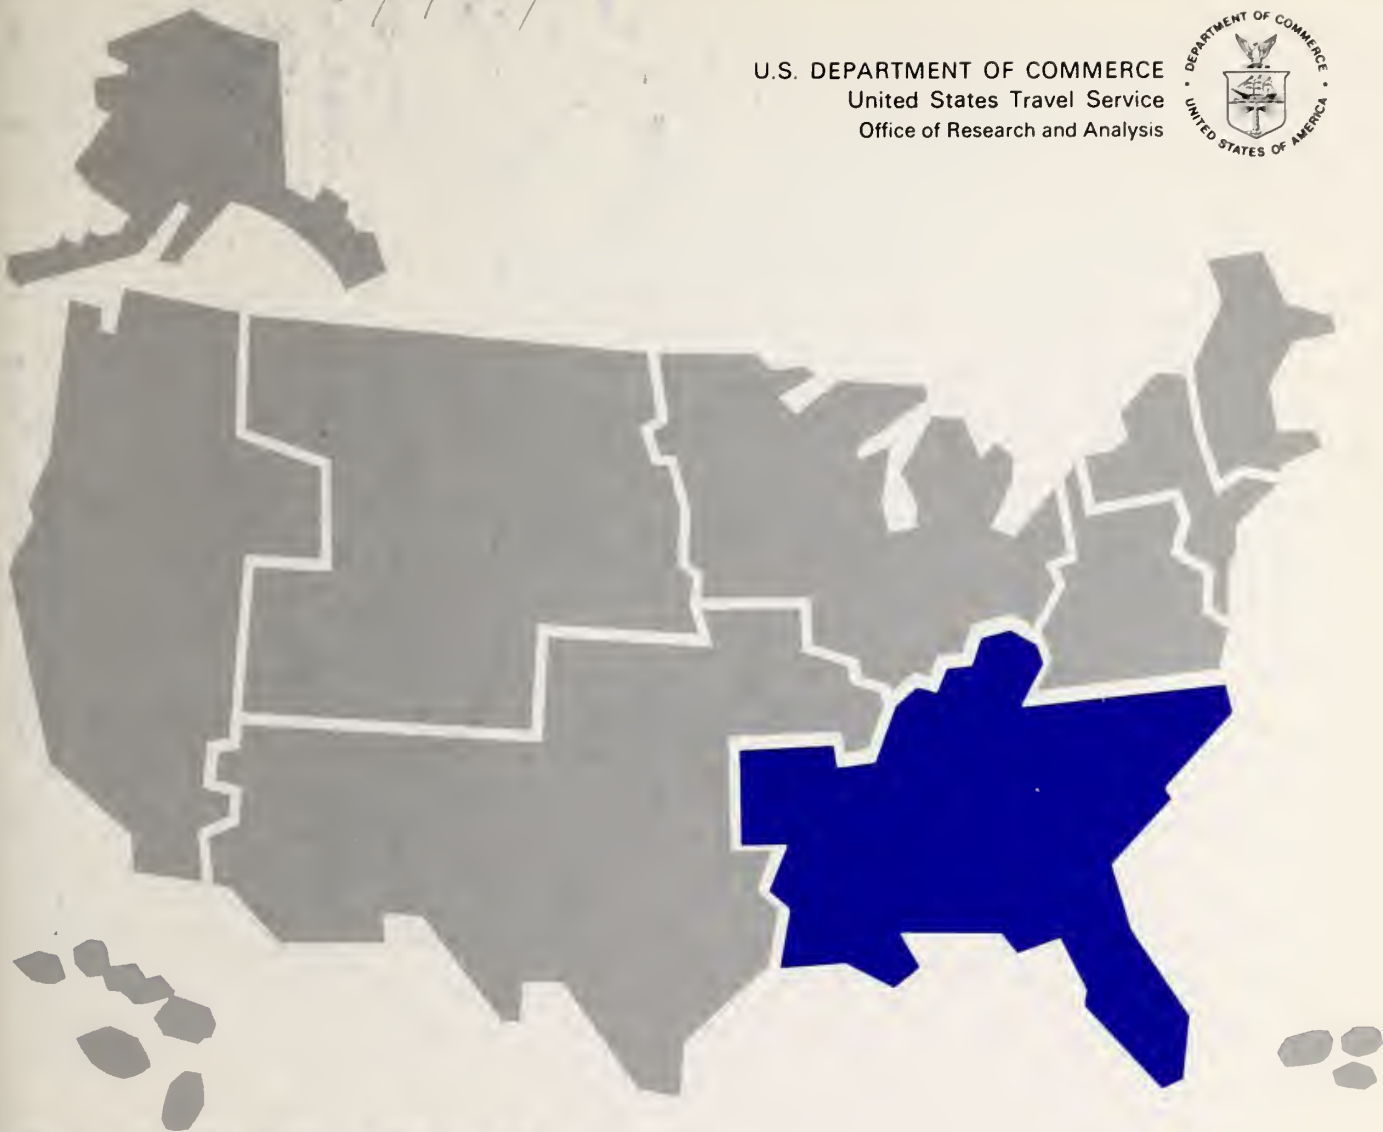 U.S. DEPARTMENT OF COMMERCE
United States Travel Service
Office of Research and Analysis
DEPARTMENT OF COMMERCE
UNITED STATES OF AMERICA